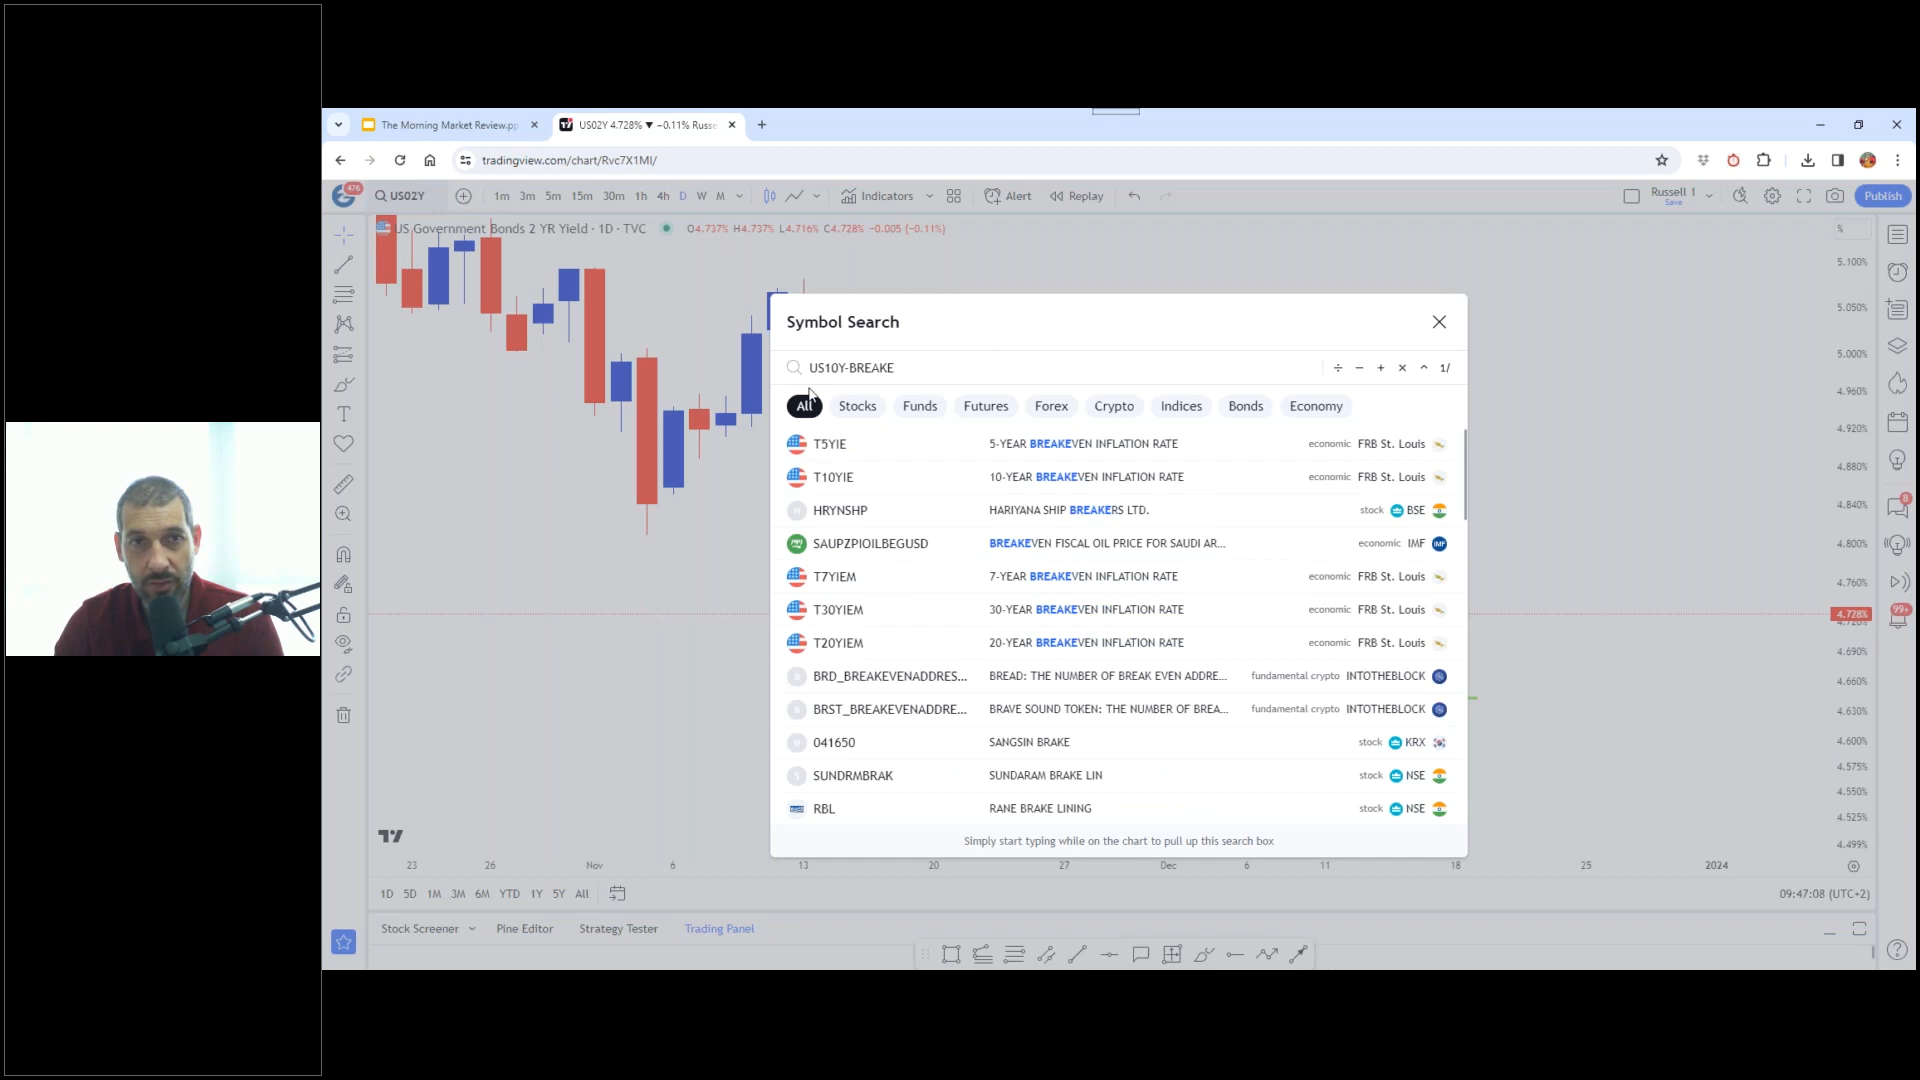 The Morning Market Review.pp
US02Y 4.728% ▼ −0.11% Russe
tradingview.com/chart/Rvc7X1MI/
476
US02Y
1m 3m 5m 15m 30m 1h 4h D W M
Indicators
Alert
Replay
Russell 1
Save
Publish
US Government Bonds 2 YR Yield · 1D · TVC
O4.737% H4.737% L4.716% C4.728% −0.005 (−0.11%)
%
5.100%
5.050%
5.000%
4.960%
4.920%
4.880%
4.840%
4.800%
4.760%
4.728%
4.690%
4.660%
4.630%
4.600%
4.575%
4.550%
4.525%
4.499%
8
99+
Symbol Search
US10Y-BREAKE
÷ − + × ^ 1/
All Stocks Funds Futures Forex Crypto Indices Bonds Economy
T5YIE 5-YEAR BREAKEVEN INFLATION RATE economic FRB St. Louis
T10YIE 10-YEAR BREAKEVEN INFLATION RATE economic FRB St. Louis
HRYNSHP HARIYANA SHIP BREAKERS LTD. stock BSE
SAUPZPIOILBEGUSD BREAKEVEN FISCAL OIL PRICE FOR SAUDI AR... economic IMF
T7YIEM 7-YEAR BREAKEVEN INFLATION RATE economic FRB St. Louis
T30YIEM 30-YEAR BREAKEVEN INFLATION RATE economic FRB St. Louis
T20YIEM 20-YEAR BREAKEVEN INFLATION RATE economic FRB St. Louis
BRD_BREAKEVENADDRES... BREAD: THE NUMBER OF BREAK EVEN ADDRE... fundamental crypto INTOTHEBLOCK
BRST_BREAKEVENADDRE... BRAVE SOUND TOKEN: THE NUMBER OF BREA... fundamental crypto INTOTHEBLOCK
041650 SANGSIN BRAKE stock KRX
SUNDRMBRAK SUNDARAM BRAKE LIN stock NSE
RBL RANE BRAKE LINING stock NSE
Simply start typing while on the chart to pull up this search box
23 26 Nov 6 13 20 27 Dec 6 11 18 25 2024
1D 5D 1M 3M 6M YTD 1Y 5Y All
09:47:08 (UTC+2)
Stock Screener Pine Editor Strategy Tester Trading Panel